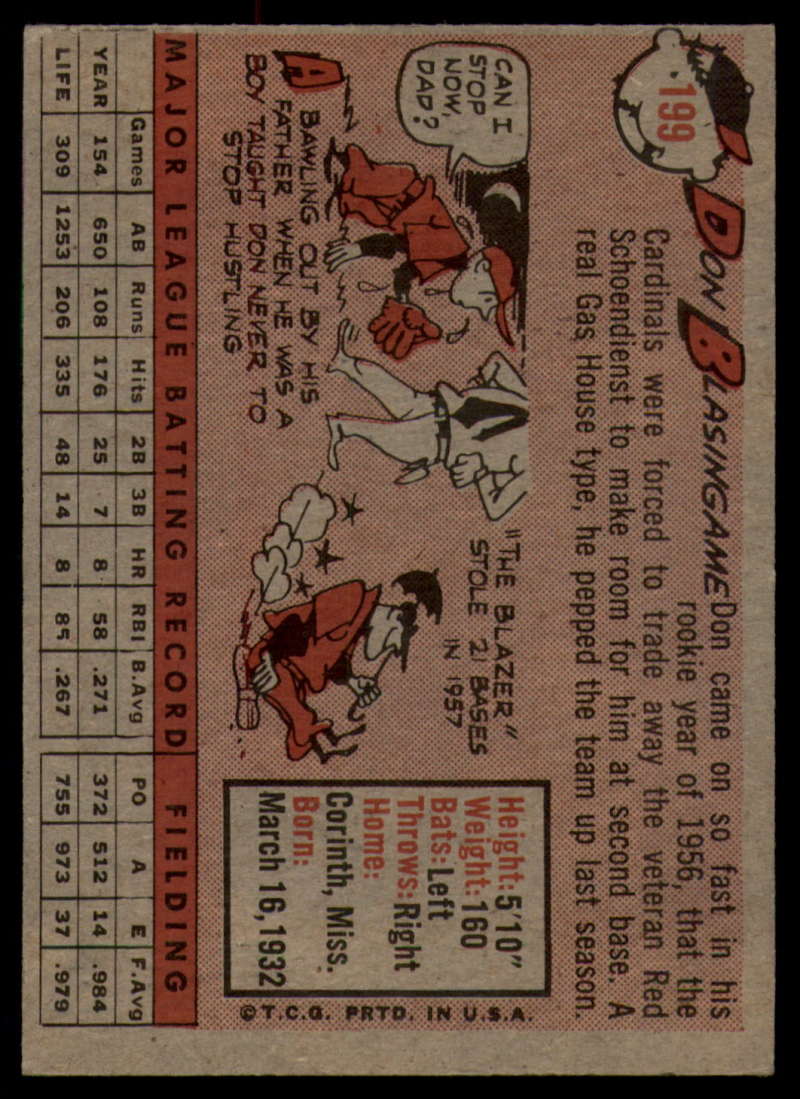 199
DON BLASINGAME
Don came on so fast in his
rookie year of 1956, that the
Cardinals were forced to trade away the veteran Red
Schoendienst to make room for him at second base. A
real Gas House type, he pepped the team up last season.
CAN I
STOP
NOW,
DAD?
A BAWLING OUT BY HIS
FATHER WHEN HE WAS A
BOY TAUGHT DON NEVER TO
STOP HUSTLING
"THE BLAZER"
STOLE 21 BASES
IN 1957
Height: 5'10"
Weight: 160
Bats: Left
Throws: Right
Home:
Corinth, Miss.
Born:
March 16, 1932
©T.C.G. PRTD. IN U.S.A.
MAJOR LEAGUE BATTING RECORD FIELDING
Games AB Runs Hits 2B 3B HR RBI B.Avg PO A E F.Avg
YEAR 154 650 108 176 25 7 8 58 .271 372 512 14 .984
LIFE 309 1253 206 335 48 14 8 85 .267 755 973 37 .979